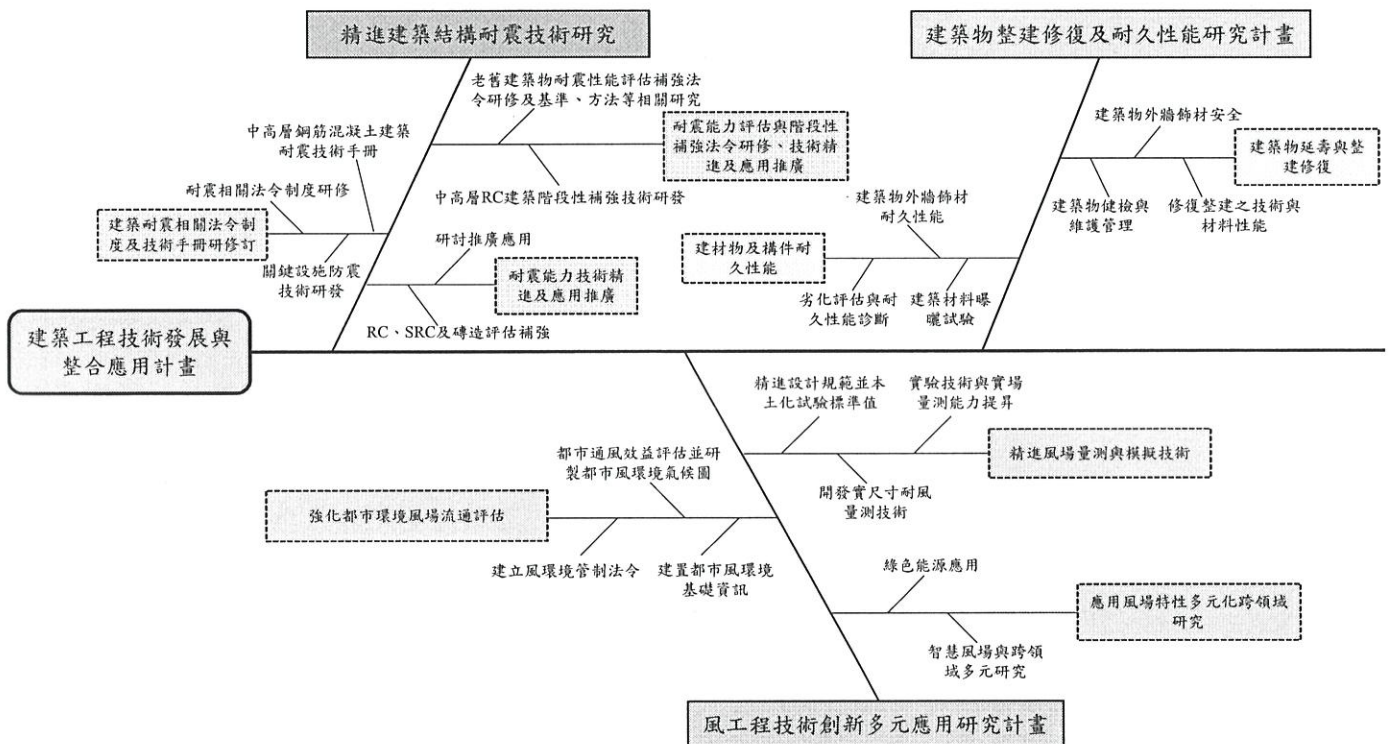 精進建築結構耐震技術研究
建築物整建修復及耐久性能研究計畫
老舊建築物耐震性能評估補強法
令研修及基準、方法等相關研究
耐震能力評估與階段性
補強法令研修、技術精
進及應用推廣
中高層RC建築階段性補強技術研發
中高層鋼筋混凝土建築
耐震技術手冊
耐震相關法令制度研修
建築耐震相關法令制
度及技術手冊研修訂
關鍵設施防震
技術研發
研討推廣應用
耐震能力技術精
進及應用推廣
RC、SRC及磚造評估補強
建築物外牆飾材安全
建築物延壽與整
建修復
建築物健檢與
維護管理
修復整建之技術與
材料性能
建築物外牆飾材
耐久性能
建材物及構件耐
久性能
劣化評估與耐
久性能診斷
建築材料曝
曬試驗
建築工程技術發展與
整合應用計畫
精進設計規範並本
土化試驗標準值
實驗技術與實場
量測能力提昇
精進風場量測與模擬技術
開發實尺寸耐風
量測技術
都市通風效益評估並研
製都市風環境氣候圖
強化都市環境風場流通評估
建立風環境管制法令
建置都市風環境
基礎資訊
綠色能源應用
應用風場特性多元化跨領域
研究
智慧風場與跨領
域多元研究
風工程技術創新多元應用研究計畫